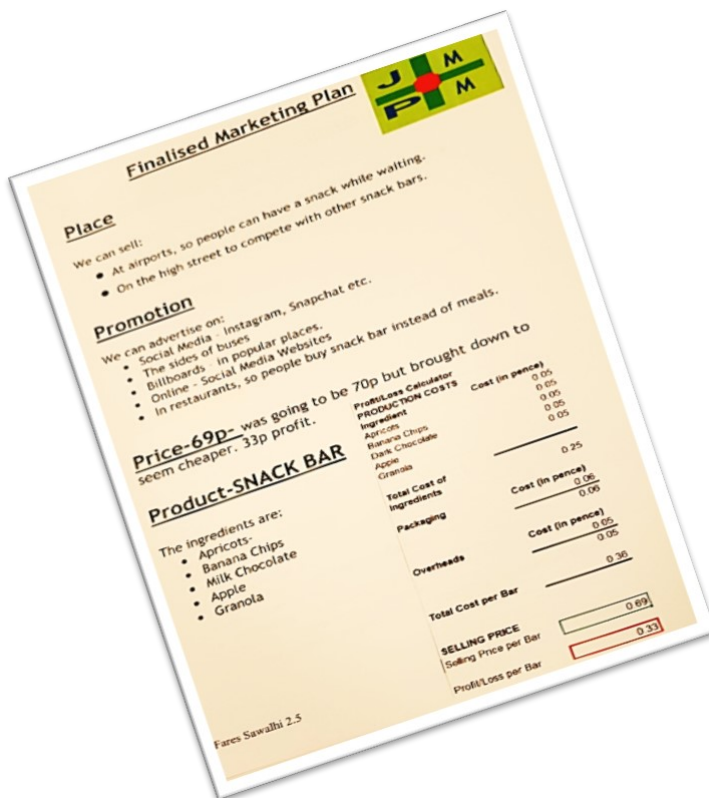 J M
P M
Finalised Marketing Plan
Place
We can sell:
At airports, so people can have a snack while waiting.
On the high street to compete with other snack bars.
Promotion
We can advertise on:
Social Media - Instagram, Snapchat etc.
The sides of buses
Billboards - in popular places.
Online - Social Media Websites
In restaurants, so people buy snack bar instead of meals.
Price-69p- was going to be 70p but brought down to
seem cheaper. 33p profit.
Product-SNACK BAR
The ingredients are:
Apricots-
Banana Chips
Milk Chocolate
Apple
Granola
Profit/Loss Calculator
PRODUCTION COSTS
Ingredient Cost (in pence)
Apricots 0.05
Banana Chips 0.05
Dark Chocolate 0.05
Apple 0.05
Granola 0.05
Total Cost of
Ingredients 0.25
Cost (in pence)
Packaging 0.06
0.06
Cost (in pence)
Overheads 0.05
0.05
Total Cost per Bar 0.36
SELLING PRICE
Selling Price per Bar 0.69
Profit/Loss per Bar 0.33
Fares Sawalhi 2.5